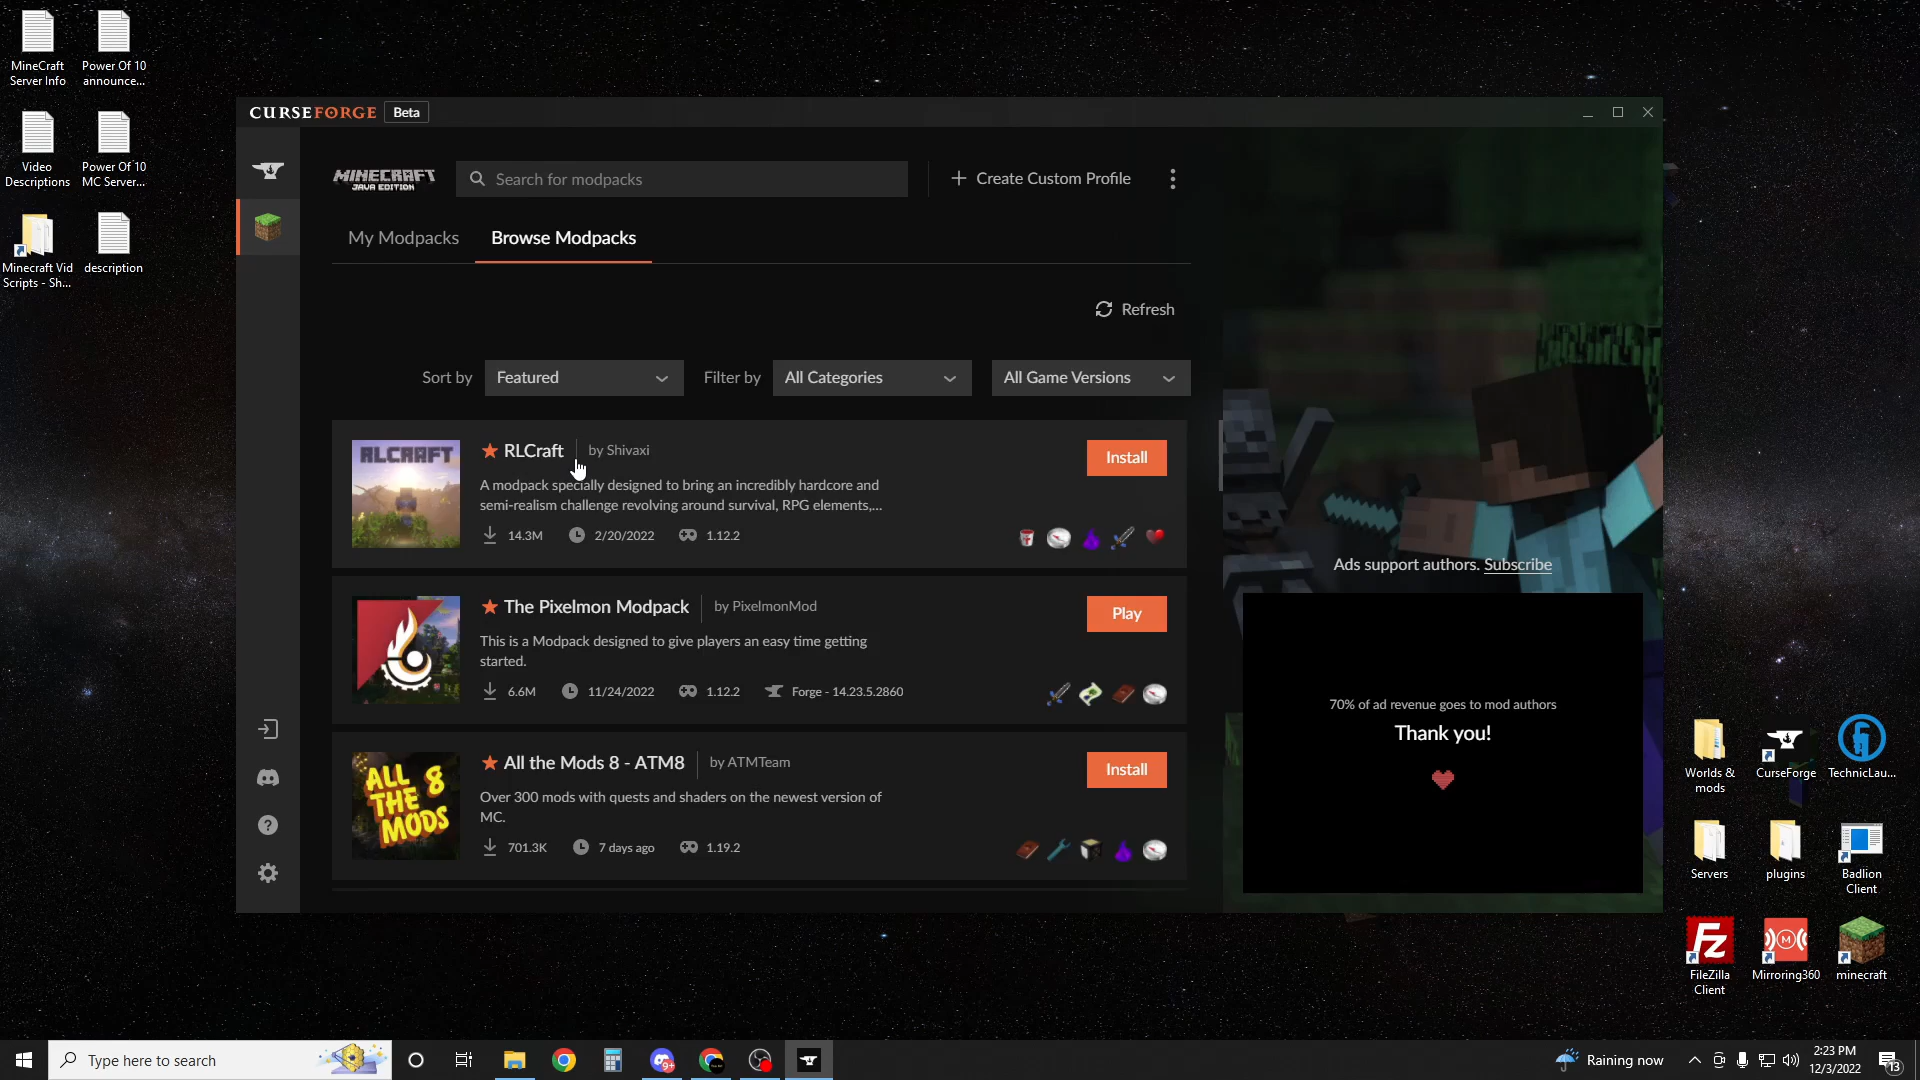 MineCraft
Server Info
Power Of 10
announce...
Video
Descriptions
Power Of 10
MC Server...
Minecraft Vid
Scripts - Sh...
description
CURSEFORGE
Beta
MINECRAFT
JAVA EDITION
Search for modpacks
Create Custom Profile
My Modpacks
Browse Modpacks
Refresh
Sort by
Featured
Filter by
All Categories
All Game Versions
RLCRAFT
RLCraft
by Shivaxi
Install
A modpack specially designed to bring an incredibly hardcore and
semi-realism challenge revolving around survival, RPG elements,...
14.3M
2/20/2022
1.12.2
The Pixelmon Modpack
by PixelmonMod
Play
This is a Modpack designed to give players an easy time getting
started.
6.6M
11/24/2022
1.12.2
Forge - 14.23.5.2860
ALL
THE 8
MODS
All the Mods 8 - ATM8
by ATMTeam
Install
Over 300 mods with quests and shaders on the newest version of
MC.
701.3K
7 days ago
1.19.2
Ads support authors. Subscribe
70% of ad revenue goes to mod authors
Thank you!
Worlds &
mods
CurseForge
TechnicLau...
Servers
plugins
Badlion
Client
Fz
FileZilla
Client
M
Mirroring360
minecraft
Type here to search
9+
Raining now
2:23 PM
12/3/2022
13